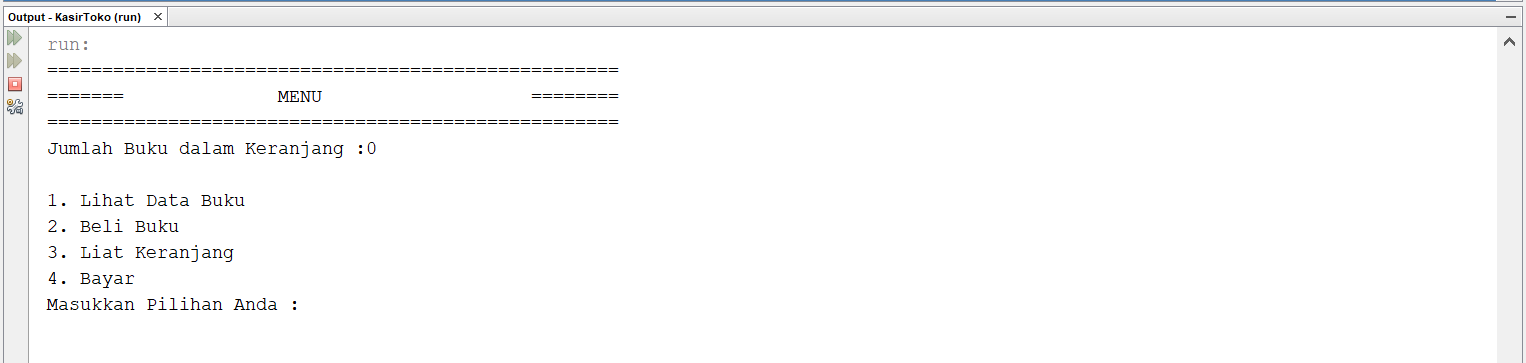 Output - KasirToko (run)
run:
====================================================
=======              MENU                   ========
====================================================
Jumlah Buku dalam Keranjang :0
1. Lihat Data Buku
2. Beli Buku
3. Liat Keranjang
4. Bayar
Masukkan Pilihan Anda :